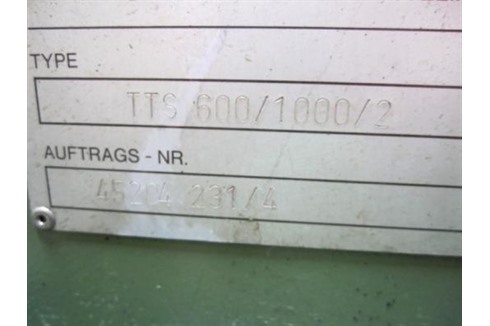 TYPE
TTS 600/1000/2
AUFTRAGS - NR.
45204 231/4